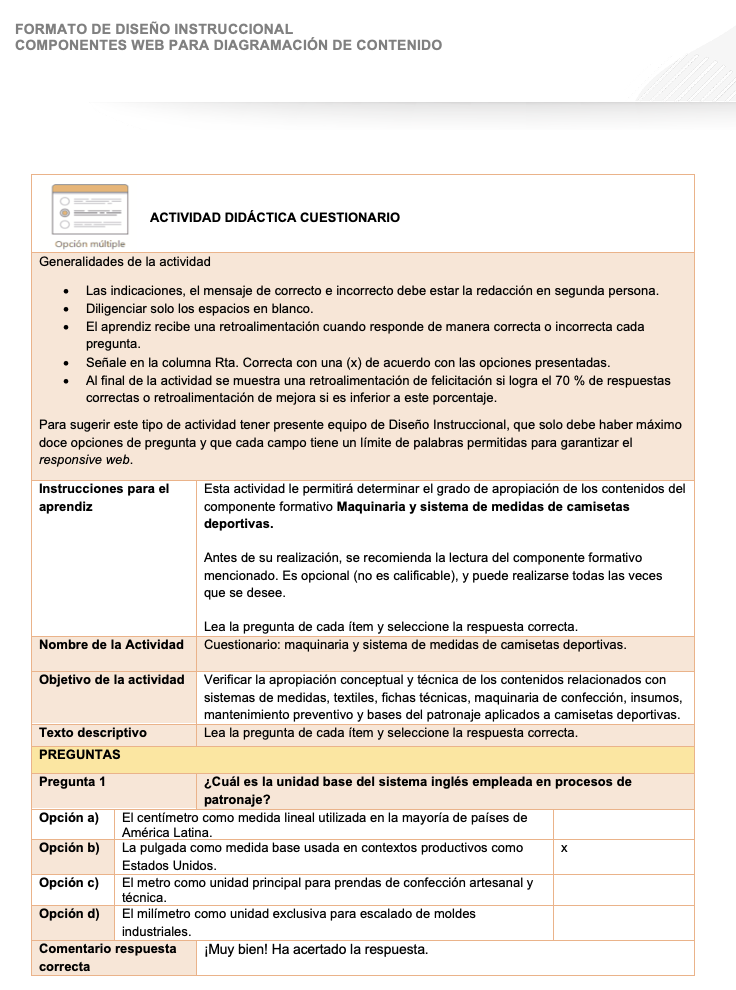 FORMATO DE DISEÑO INSTRUCCIONAL
COMPONENTES WEB PARA DIAGRAMACIÓN DE CONTENIDO
Opción múltiple
ACTIVIDAD DIDÁCTICA CUESTIONARIO
Generalidades de la actividad
• Las indicaciones, el mensaje de correcto e incorrecto debe estar la redacción en segunda persona.
• Diligenciar solo los espacios en blanco.
• El aprendiz recibe una retroalimentación cuando responde de manera correcta o incorrecta cada
pregunta.
• Señale en la columna Rta. Correcta con una (x) de acuerdo con las opciones presentadas.
• Al final de la actividad se muestra una retroalimentación de felicitación si logra el 70 % de respuestas
correctas o retroalimentación de mejora si es inferior a este porcentaje.
Para sugerir este tipo de actividad tener presente equipo de Diseño Instruccional, que solo debe haber máximo
doce opciones de pregunta y que cada campo tiene un límite de palabras permitidas para garantizar el
responsive web.
Instrucciones para el
aprendiz
Esta actividad le permitirá determinar el grado de apropiación de los contenidos del
componente formativo Maquinaria y sistema de medidas de camisetas
deportivas.
Antes de su realización, se recomienda la lectura del componente formativo
mencionado. Es opcional (no es calificable), y puede realizarse todas las veces
que se desee.
Lea la pregunta de cada ítem y seleccione la respuesta correcta.
Nombre de la Actividad
Cuestionario: maquinaria y sistema de medidas de camisetas deportivas.
Objetivo de la actividad
Verificar la apropiación conceptual y técnica de los contenidos relacionados con
sistemas de medidas, textiles, fichas técnicas, maquinaria de confección, insumos,
mantenimiento preventivo y bases del patronaje aplicados a camisetas deportivas.
Texto descriptivo
Lea la pregunta de cada ítem y seleccione la respuesta correcta.
PREGUNTAS
Pregunta 1
¿Cuál es la unidad base del sistema inglés empleada en procesos de
patronaje?
Opción a)
El centímetro como medida lineal utilizada en la mayoría de países de
América Latina.
Opción b)
La pulgada como medida base usada en contextos productivos como
Estados Unidos.
x
Opción c)
El metro como unidad principal para prendas de confección artesanal y
técnica.
Opción d)
El milímetro como unidad exclusiva para escalado de moldes
industriales.
Comentario respuesta
correcta
¡Muy bien! Ha acertado la respuesta.